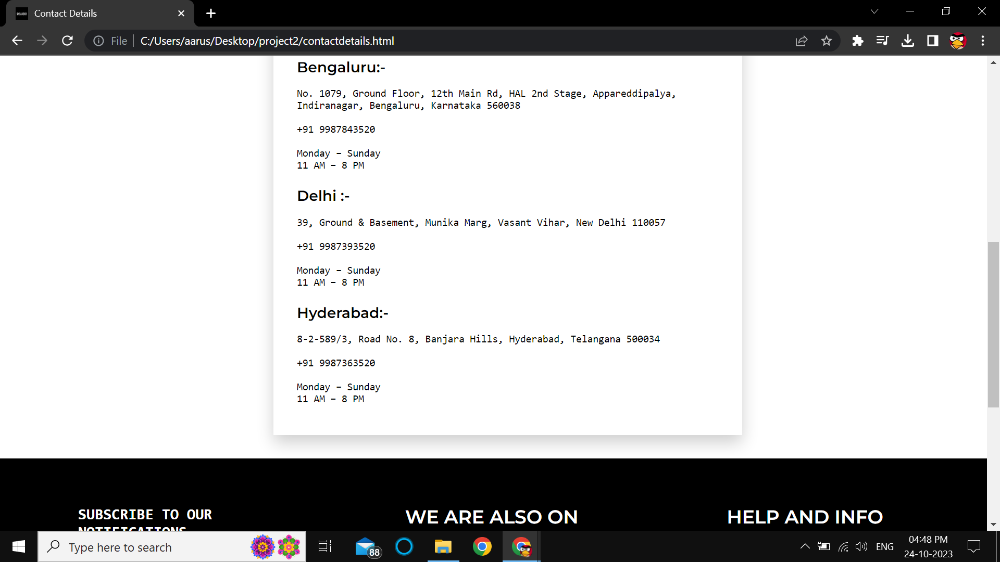 Contact Details
File
C:/Users/aarus/Desktop/project2/contactdetails.html
Bengaluru:-
No. 1079, Ground Floor, 12th Main Rd, HAL 2nd Stage, Appareddipalya,
Indiranagar, Bengaluru, Karnataka 560038
+91 9987843520
Monday – Sunday
11 AM – 8 PM
Delhi :-
39, Ground & Basement, Munika Marg, Vasant Vihar, New Delhi 110057
+91 9987393520
Monday – Sunday
11 AM – 8 PM
Hyderabad:-
8-2-589/3, Road No. 8, Banjara Hills, Hyderabad, Telangana 500034
+91 9987363520
Monday – Sunday
11 AM – 8 PM
SUBSCRIBE TO OUR
NOTIFICATIONS
WE ARE ALSO ON
HELP AND INFO
Type here to search
88
ENG
04:48 PM
24-10-2023